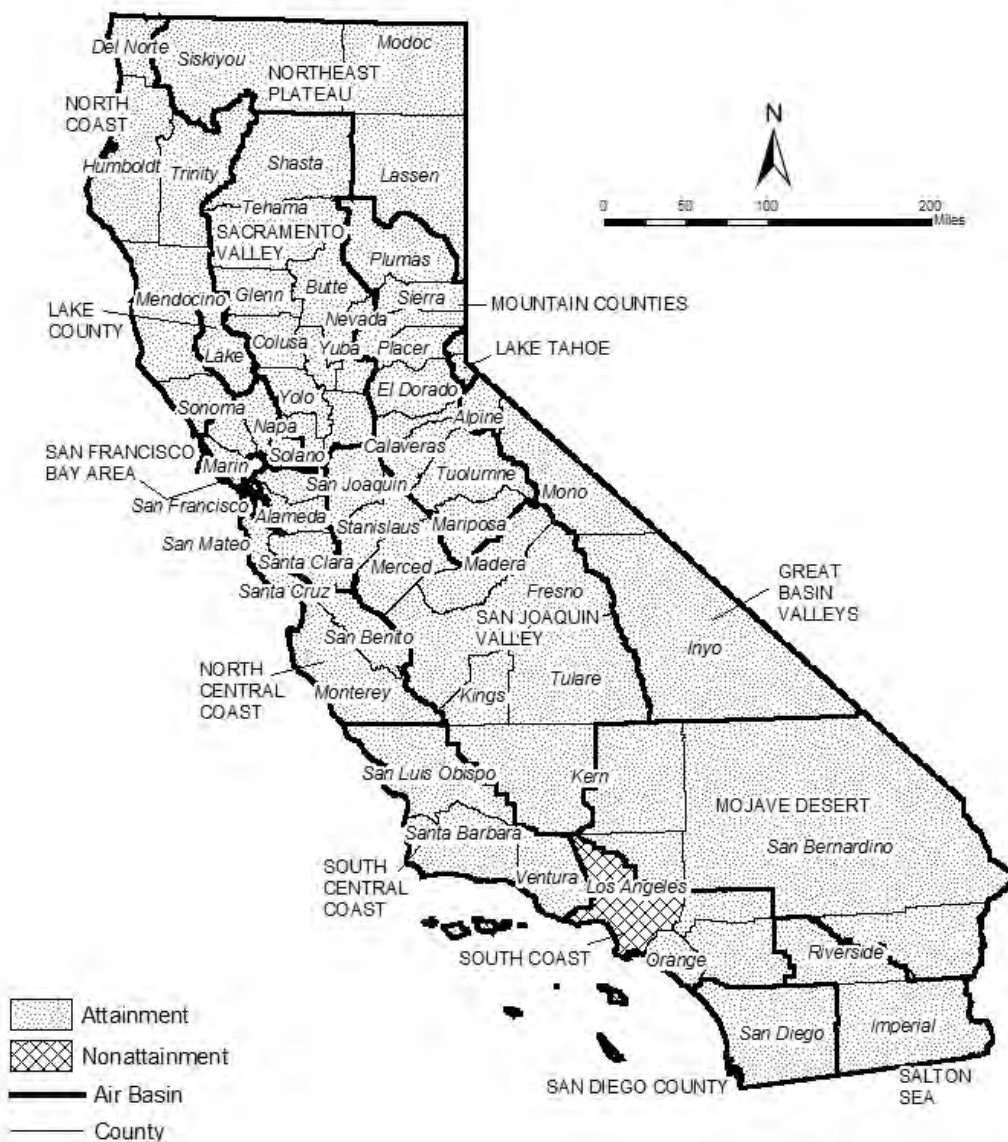 Del Norte
Siskiyou
Modoc
NORTHEAST
PLATEAU
NORTH
COAST
Humboldt
Trinity
Shasta
Lassen
N
0 50 100 200
Miles
Tehama
SACRAMENTO
VALLEY
Plumas
Mendocino
Glenn
Butte
Sierra
MOUNTAIN COUNTIES
LAKE
COUNTY
Nevada
Lake
Colusa
Yuba
Placer
LAKE TAHOE
El Dorado
Yolo
Sonoma
Napa
Alpine
SAN FRANCISCO
BAY AREA
Marin
Solano
Calaveras
Tuolumne
San Joaquin
Mono
San Francisco
Alameda
Stanislaus
Mariposa
San Mateo
Santa Clara
Merced
Madera
GREAT
BASIN
VALLEYS
Santa Cruz
Fresno
San Benito
SAN JOAQUIN
VALLEY
Inyo
NORTH
CENTRAL
COAST
Monterey
Kings
Tulare
San Luis Obispo
Kern
MOJAVE DESERT
San Bernardino
Santa Barbara
SOUTH
CENTRAL
COAST
Ventura
Los Angeles
SOUTH COAST
Orange
Riverside
San Diego
Imperial
SAN DIEGO COUNTY
SALTON
SEA
Attainment
Nonattainment
Air Basin
County